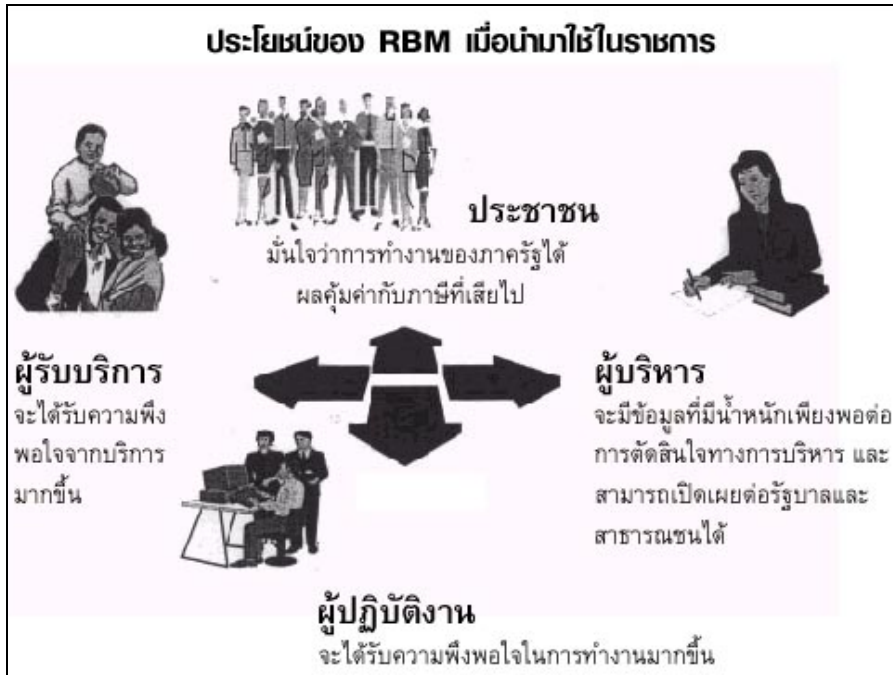 ประโยชน์ของ RBM เมื่อนำมาใช้ในราชการ
ประชาชน
มั่นใจว่าการทำงานของภาครัฐได้
ผลคุ้มค่ากับภาษีที่เสียไป
ผู้รับบริการ
จะได้รับความพึง
พอใจจากบริการ
มากขึ้น
ผู้บริหาร
จะมีข้อมูลที่มีน้ำหนักเพียงพอต่อ
การตัดสินใจทางการบริหาร และ
สามารถเปิดเผยต่อรัฐบาลและ
สาธารณชนได้
ผู้ปฏิบัติงาน
จะได้รับความพึงพอใจในการทำงานมากขึ้น